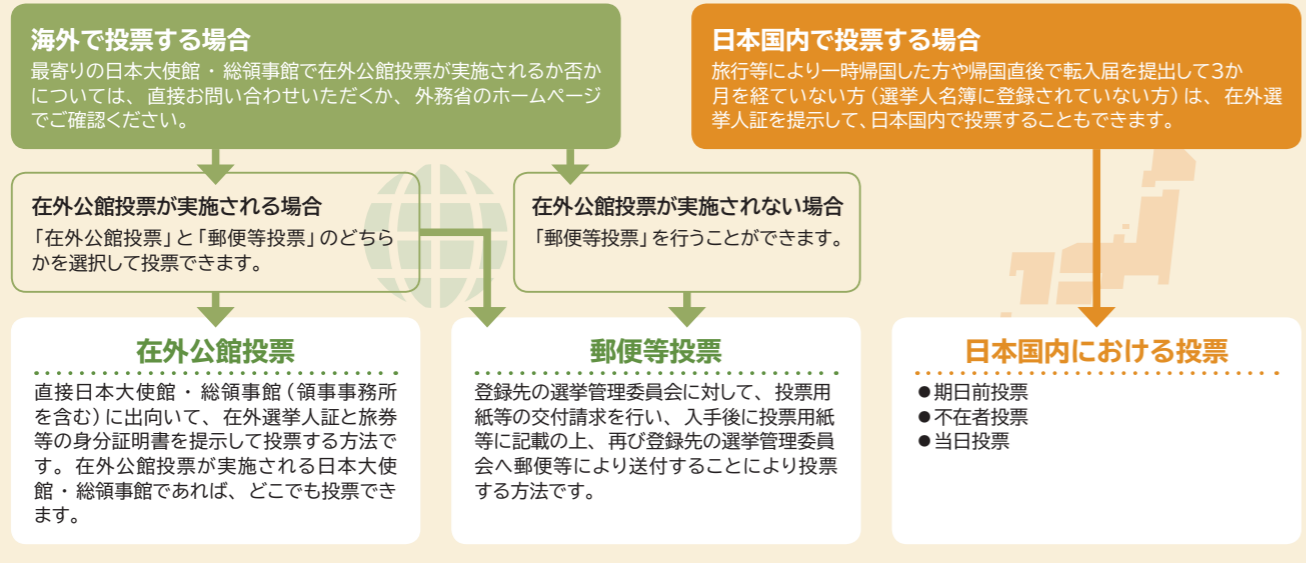 海外で投票する場合
最寄りの日本大使館・総領事館で在外公館投票が実施されるか否か
については、直接お問い合わせいただくか、外務省のホームページ
でご確認ください。
日本国内で投票する場合
旅行等により一時帰国した方や帰国直後で転入届を提出して3か
月を経ていない方(選挙人名簿に登録されていない方)は、在外選
挙人証を提示して、日本国内で投票することもできます。
在外公館投票が実施される場合
「在外公館投票」と「郵便等投票」のどちら
かを選択して投票できます。
在外公館投票が実施されない場合
「郵便等投票」を行うことができます。
在外公館投票
直接日本大使館・総領事館(領事事務所
を含む)に出向いて、在外選挙人証と旅券
等の身分証明書を提示して投票する方法で
す。在外公館投票が実施される日本大使
館・総領事館であれば、どこでも投票でき
ます。
郵便等投票
登録先の選挙管理委員会に対して、投票用
紙等の交付請求を行い、入手後に投票用紙
等に記載の上、再び登録先の選挙管理委員
会へ郵便等により送付することにより投票
する方法です。
日本国内における投票
●期日前投票
●不在者投票
●当日投票